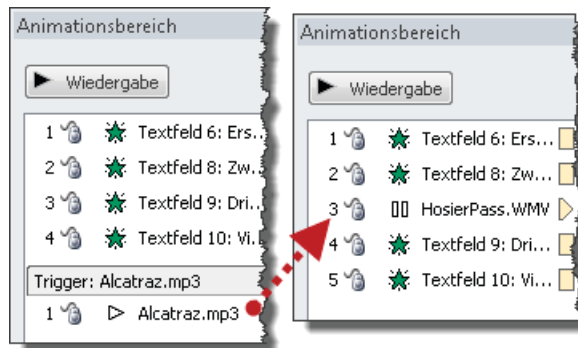 Animationsbereich
Wiedergabe
1 Textfeld 6: Ers...
2 Textfeld 8: Zw...
3 Textfeld 9: Dri...
4 Textfeld 10: Vi...
Trigger: Alcatraz.mp3
1 Alcatraz.mp3
Animationsbereich
Wiedergabe
1 Textfeld 6: Ers...
2 Textfeld 8: Zw...
3 HosierPass.WMV
4 Textfeld 9: Dri...
5 Textfeld 10: Vi...